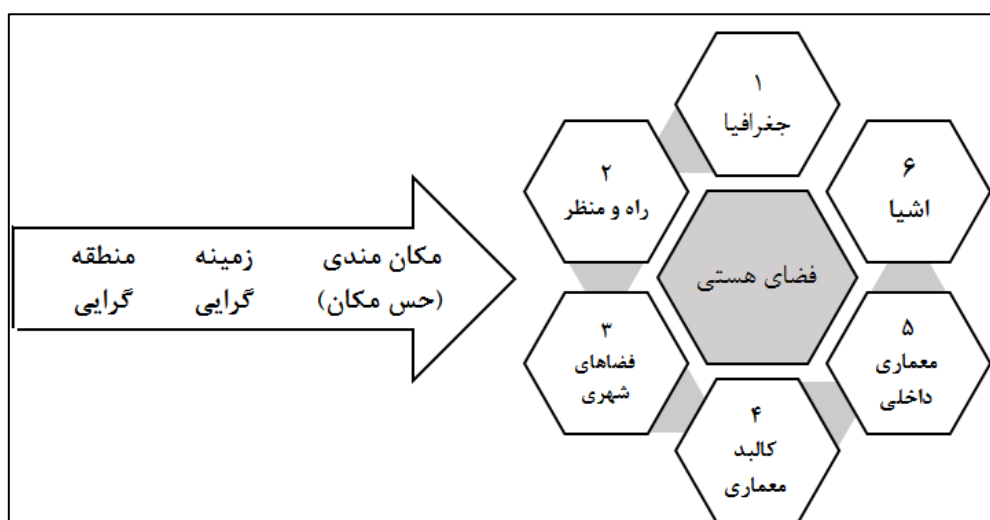 ۱
جغرافیا
۲
راه و منظر
۶
اشیا
منطقه
گرایی
زمینه
گرایی
مکان مندی
(حس مکان)
فضای هستی
۳
فضاهای
شهری
۵
معماری
داخلی
۴
کالبد
معماری